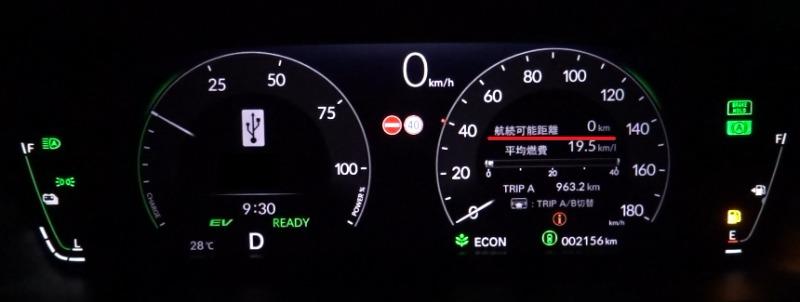 0 km/h
25
50
75
100
CHARGE
POWER %
9:30
EV
READY
28℃
D
F
L
40
0
20
40
60
80
100
120
140
160
180
km/h
航続可能距離 0 km
平均燃費 19.5 km/l
0 20 40
TRIP A 963.2 km
: TRIP A/B切替
ECON
002156 km
BRAKE HOLD
A
F
E